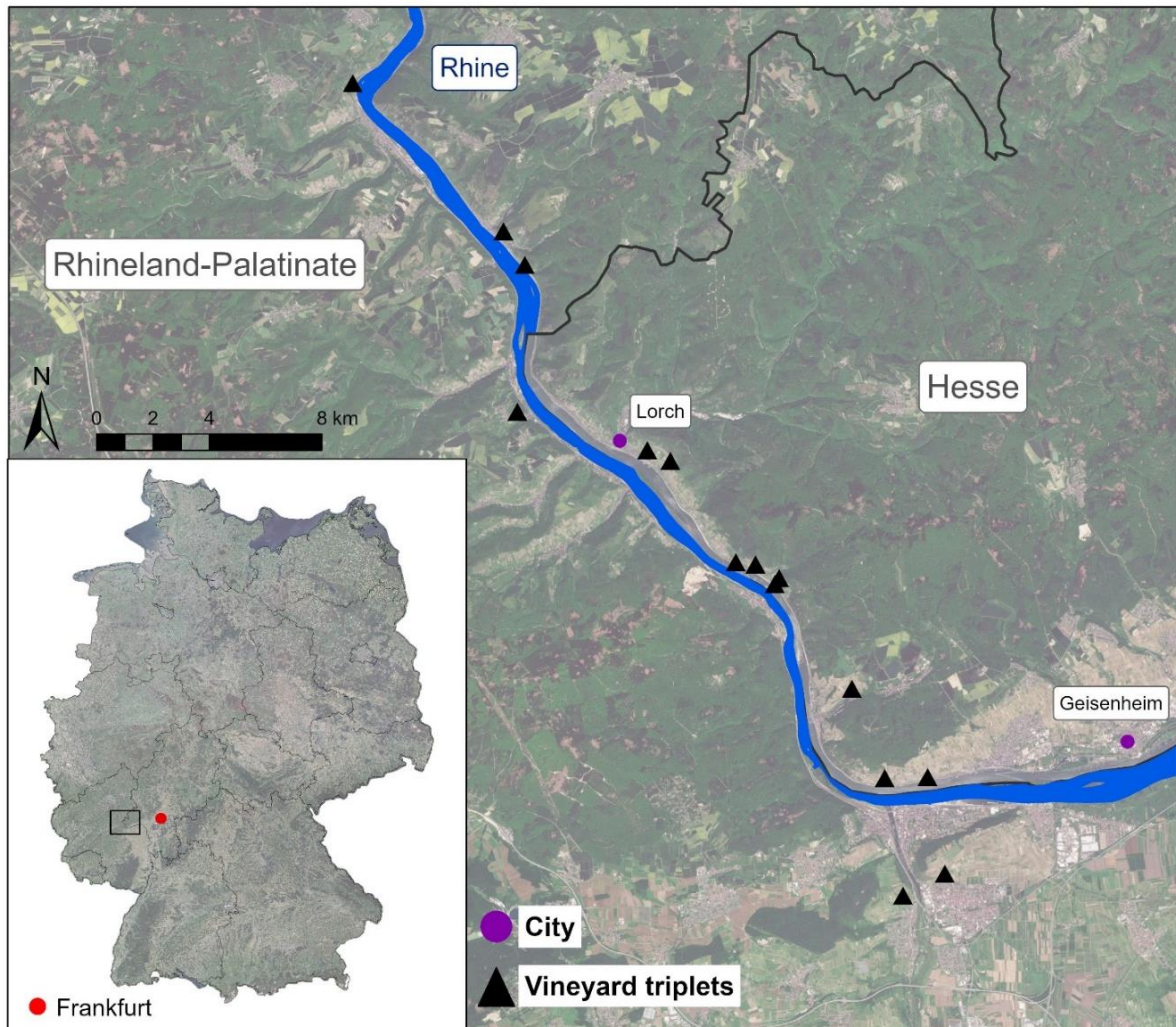 Rhine
Rhineland-Palatinate
Hesse
N
0 2 4 8 km
Lorch
Geisenheim
City
Vineyard triplets
Frankfurt